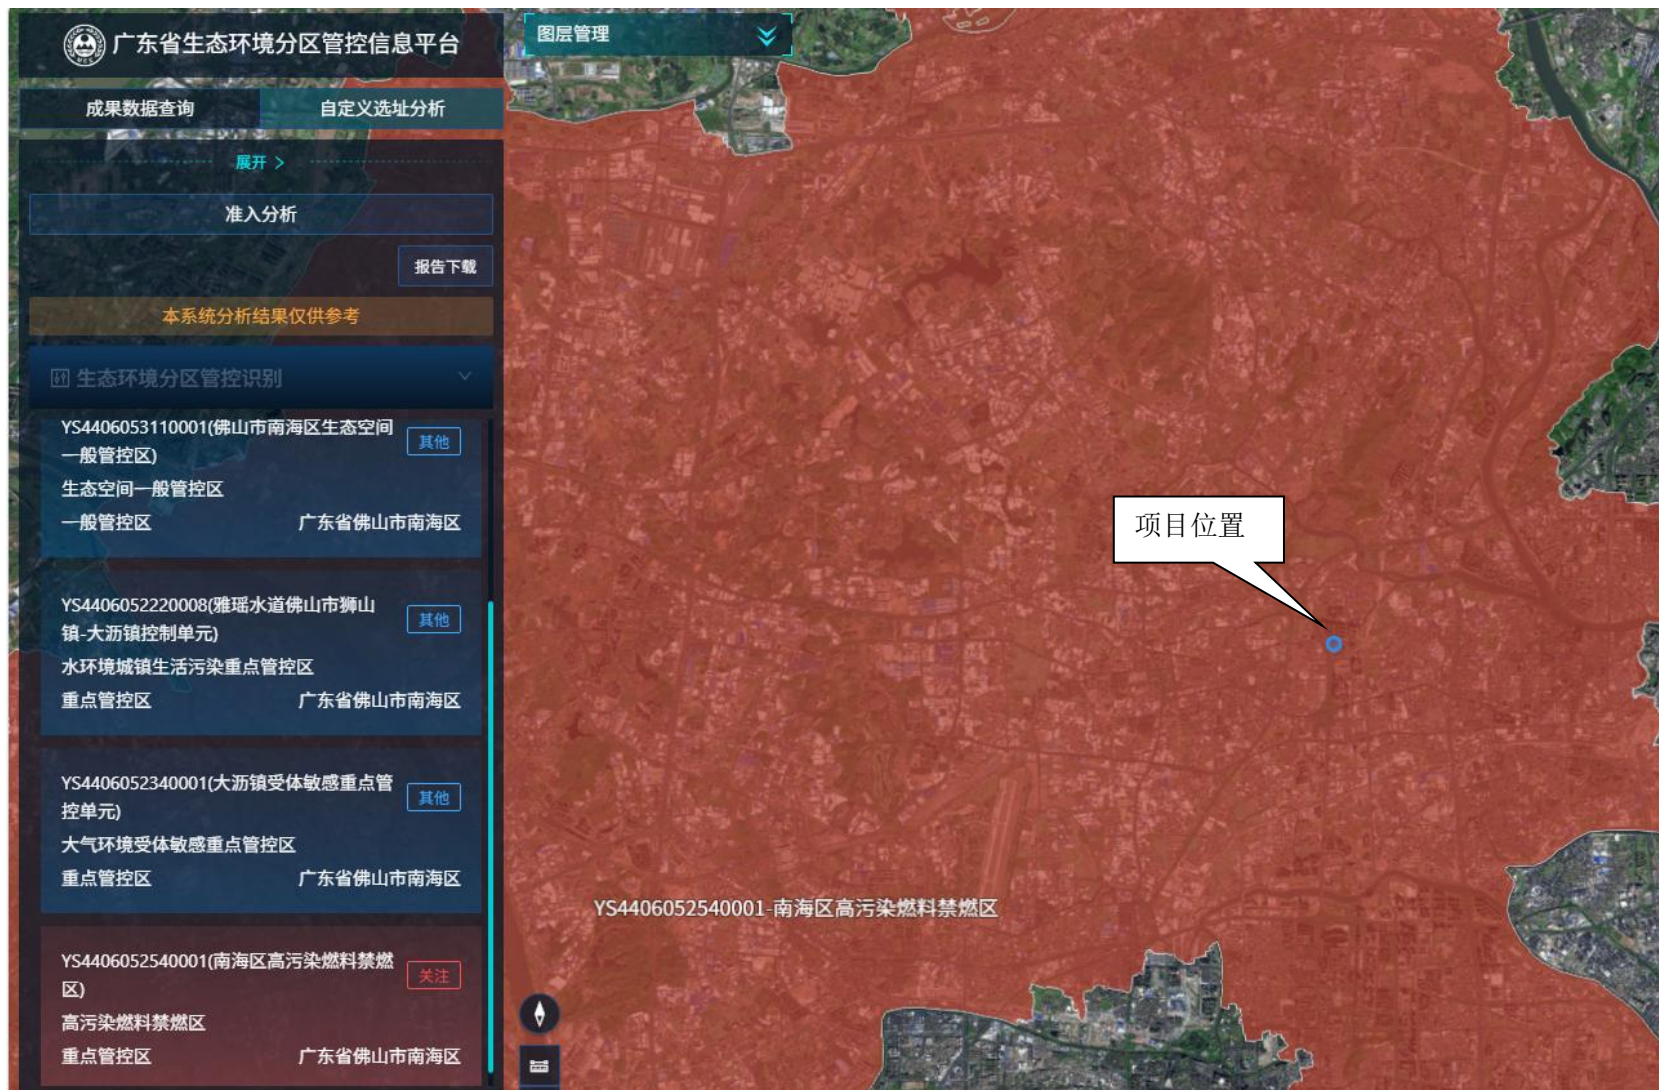 广东省生态环境分区管控信息平台
图层管理
成果数据查询
自定义选址分析
展开 >
准入分析
报告下载
本系统分析结果仅供参考
生态环境分区管控识别
YS4406053110001(佛山市南海区生态空间
一般管控区)
其他
生态空间一般管控区
一般管控区
广东省佛山市南海区
YS4406052220008(雅瑶水道佛山市狮山
镇-大沥镇控制单元)
其他
水环境城镇生活污染重点管控区
重点管控区
广东省佛山市南海区
YS4406052340001(大沥镇受体敏感重点管
控单元)
其他
大气环境受体敏感重点管控区
重点管控区
广东省佛山市南海区
YS4406052540001(南海区高污染燃料禁燃
区)
关注
高污染燃料禁燃区
重点管控区
广东省佛山市南海区
项目位置
YS4406052540001-南海区高污染燃料禁燃区